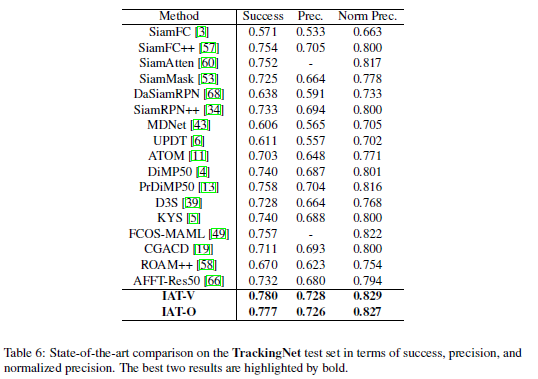 Method Success Prec. Norm Prec.
SiamFC [3] 0.571 0.533 0.663
SiamFC++ [57] 0.754 0.705 0.800
SiamAtten [60] 0.752 - 0.817
SiamMask [53] 0.725 0.664 0.778
DaSiamRPN [68] 0.638 0.591 0.733
SiamRPN++ [34] 0.733 0.694 0.800
MDNet [43] 0.606 0.565 0.705
UPDT [6] 0.611 0.557 0.702
ATOM [11] 0.703 0.648 0.771
DiMP50 [4] 0.740 0.687 0.801
PrDiMP50 [13] 0.758 0.704 0.816
D3S [39] 0.728 0.664 0.768
KYS [5] 0.740 0.688 0.800
FCOS-MAML [49] 0.757 - 0.822
CGACD [19] 0.711 0.693 0.800
ROAM++ [58] 0.670 0.623 0.754
AFFT-Res50 [66] 0.732 0.680 0.794
IAT-V 0.780 0.728 0.829
IAT-O 0.777 0.726 0.827
Table 6: State-of-the-art comparison on the TrackingNet test set in terms of success, precision, and
normalized precision. The best two results are highlighted by bold.